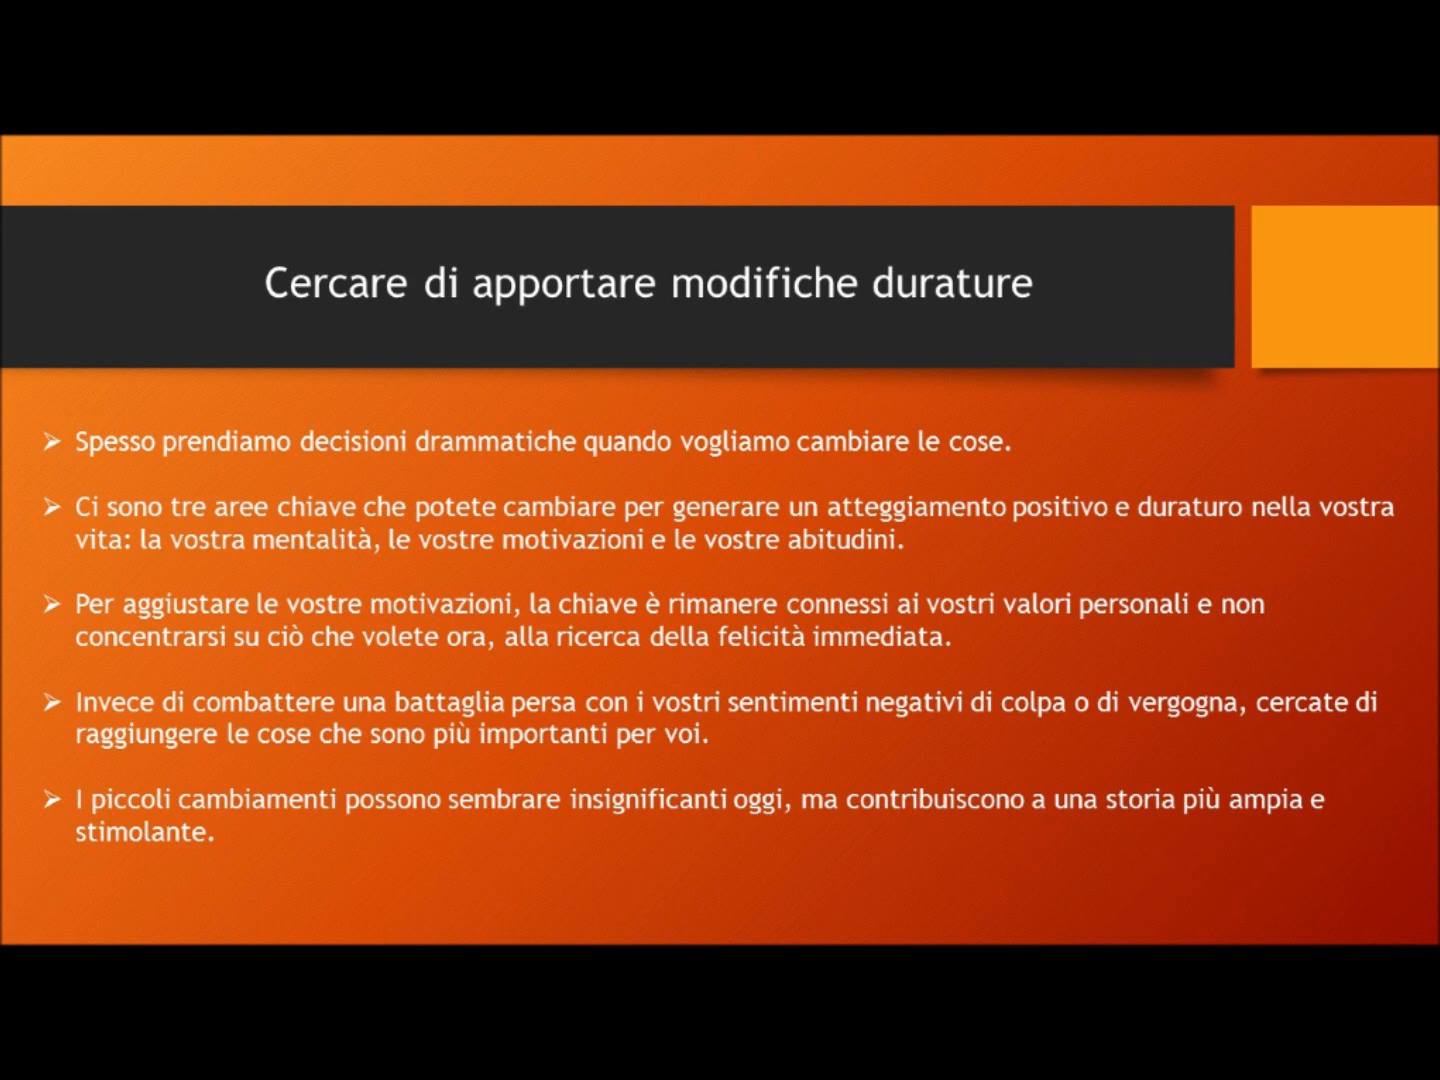 Cercare di apportare modifiche durature
➢ Spesso prendiamo decisioni drammatiche quando vogliamo cambiare le cose.
➢ Ci sono tre aree chiave che potete cambiare per generare un atteggiamento positivo e duraturo nella vostra
vita: la vostra mentalità, le vostre motivazioni e le vostre abitudini.
➢ Per aggiustare le vostre motivazioni, la chiave è rimanere connessi ai vostri valori personali e non
concentrarsi su ciò che volete ora, alla ricerca della felicità immediata.
➢ Invece di combattere una battaglia persa con i vostri sentimenti negativi di colpa o di vergogna, cercate di
raggiungere le cose che sono più importanti per voi.
➢ I piccoli cambiamenti possono sembrare insignificanti oggi, ma contribuiscono a una storia più ampia e
stimolante.